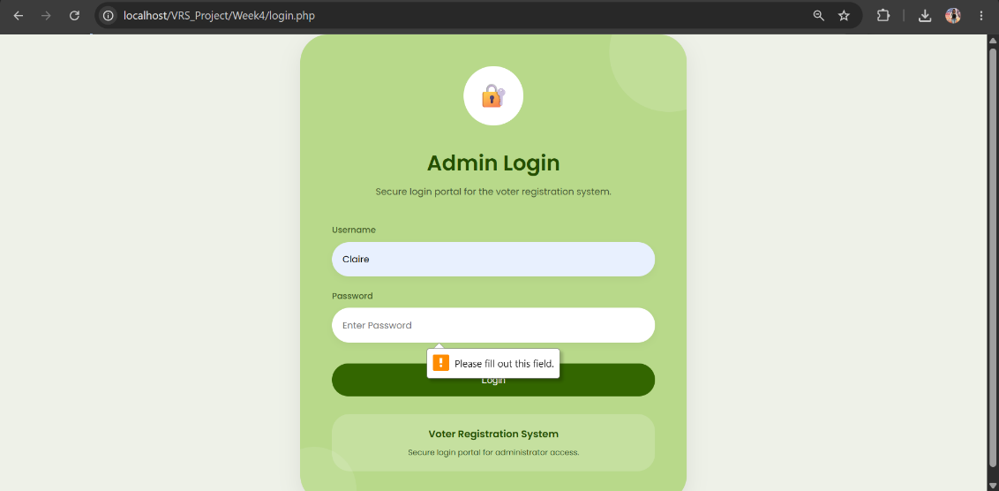 localhost/VRS_Project/Week4/login.php
Admin Login
Secure login portal for the voter registration system.
Username
Claire
Password
Enter Password
Please fill out this field.
Login
Voter Registration System
Secure login portal for administrator access.